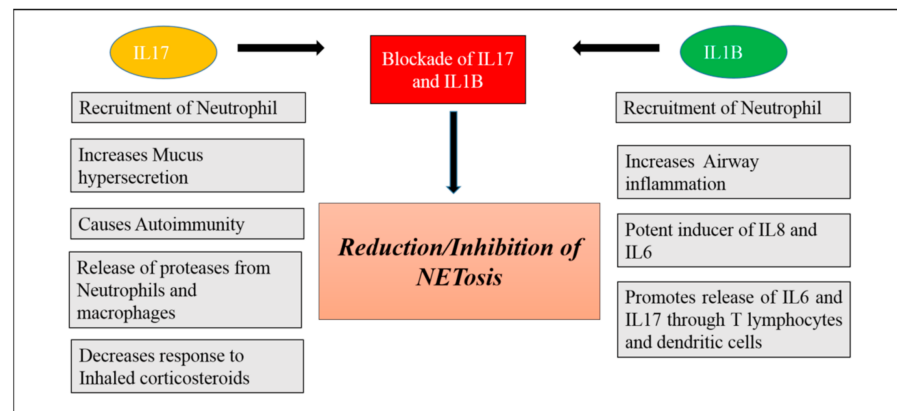 IL17
Blockade of IL17
and IL1B
IL1B
Recruitment of Neutrophil
Increases Mucus
hypersecretion
Causes Autoimmunity
Release of proteases from
Neutrophils and
macrophages
Decreases response to
Inhaled corticosteroids
Reduction/Inhibition of
NETosis
Recruitment of Neutrophil
Increases Airway
inflammation
Potent inducer of IL8 and
IL6
Promotes release of IL6 and
IL17 through T lymphocytes
and dendritic cells